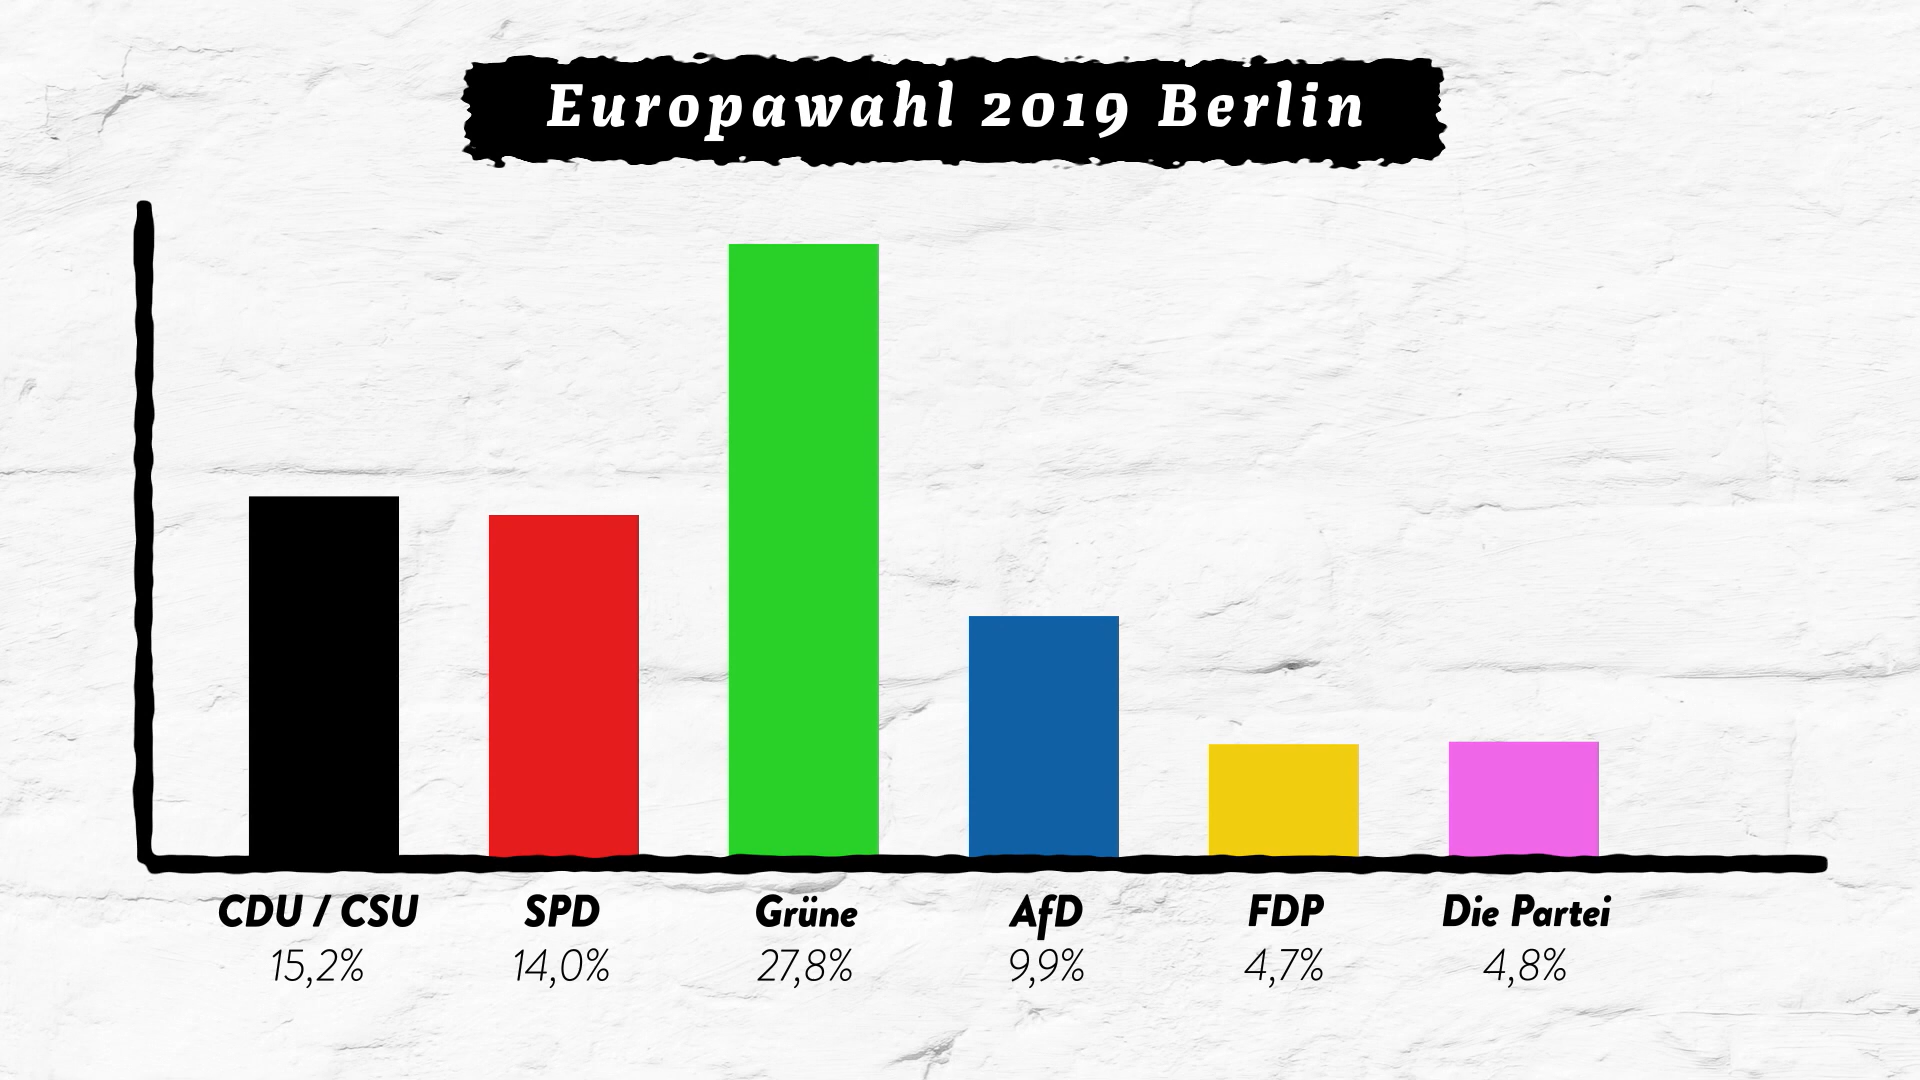 Europawahl 2019 Berlin
CDU / CSU SPD Grüne AfD FDP Die Partei
15,2% 14,0% 27,8% 9,9% 4,7% 4,8%